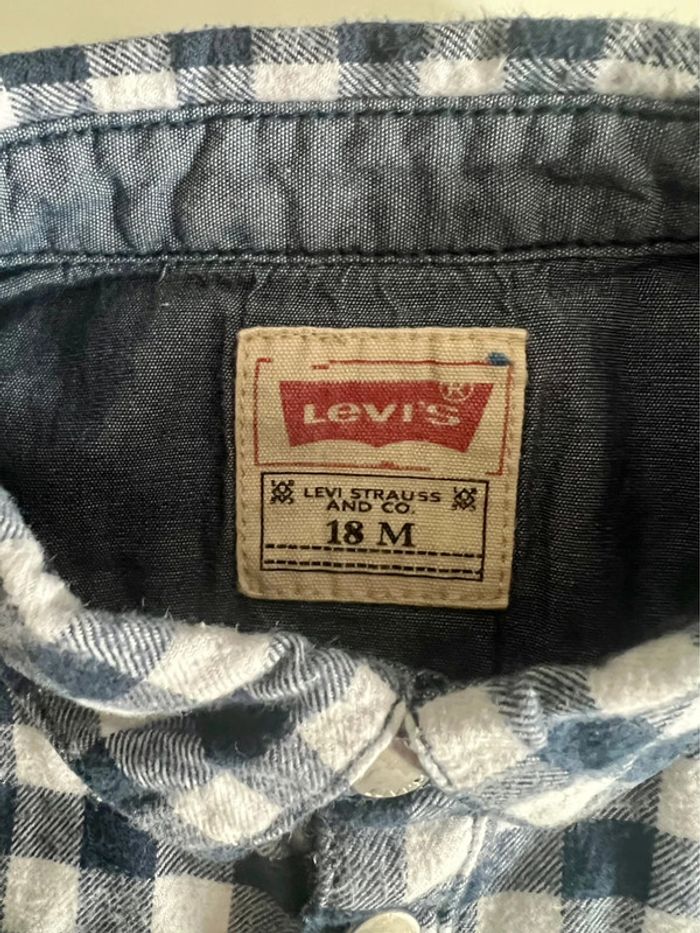 LEVI'S ®
LEVI STRAUSS
AND CO.
18 M